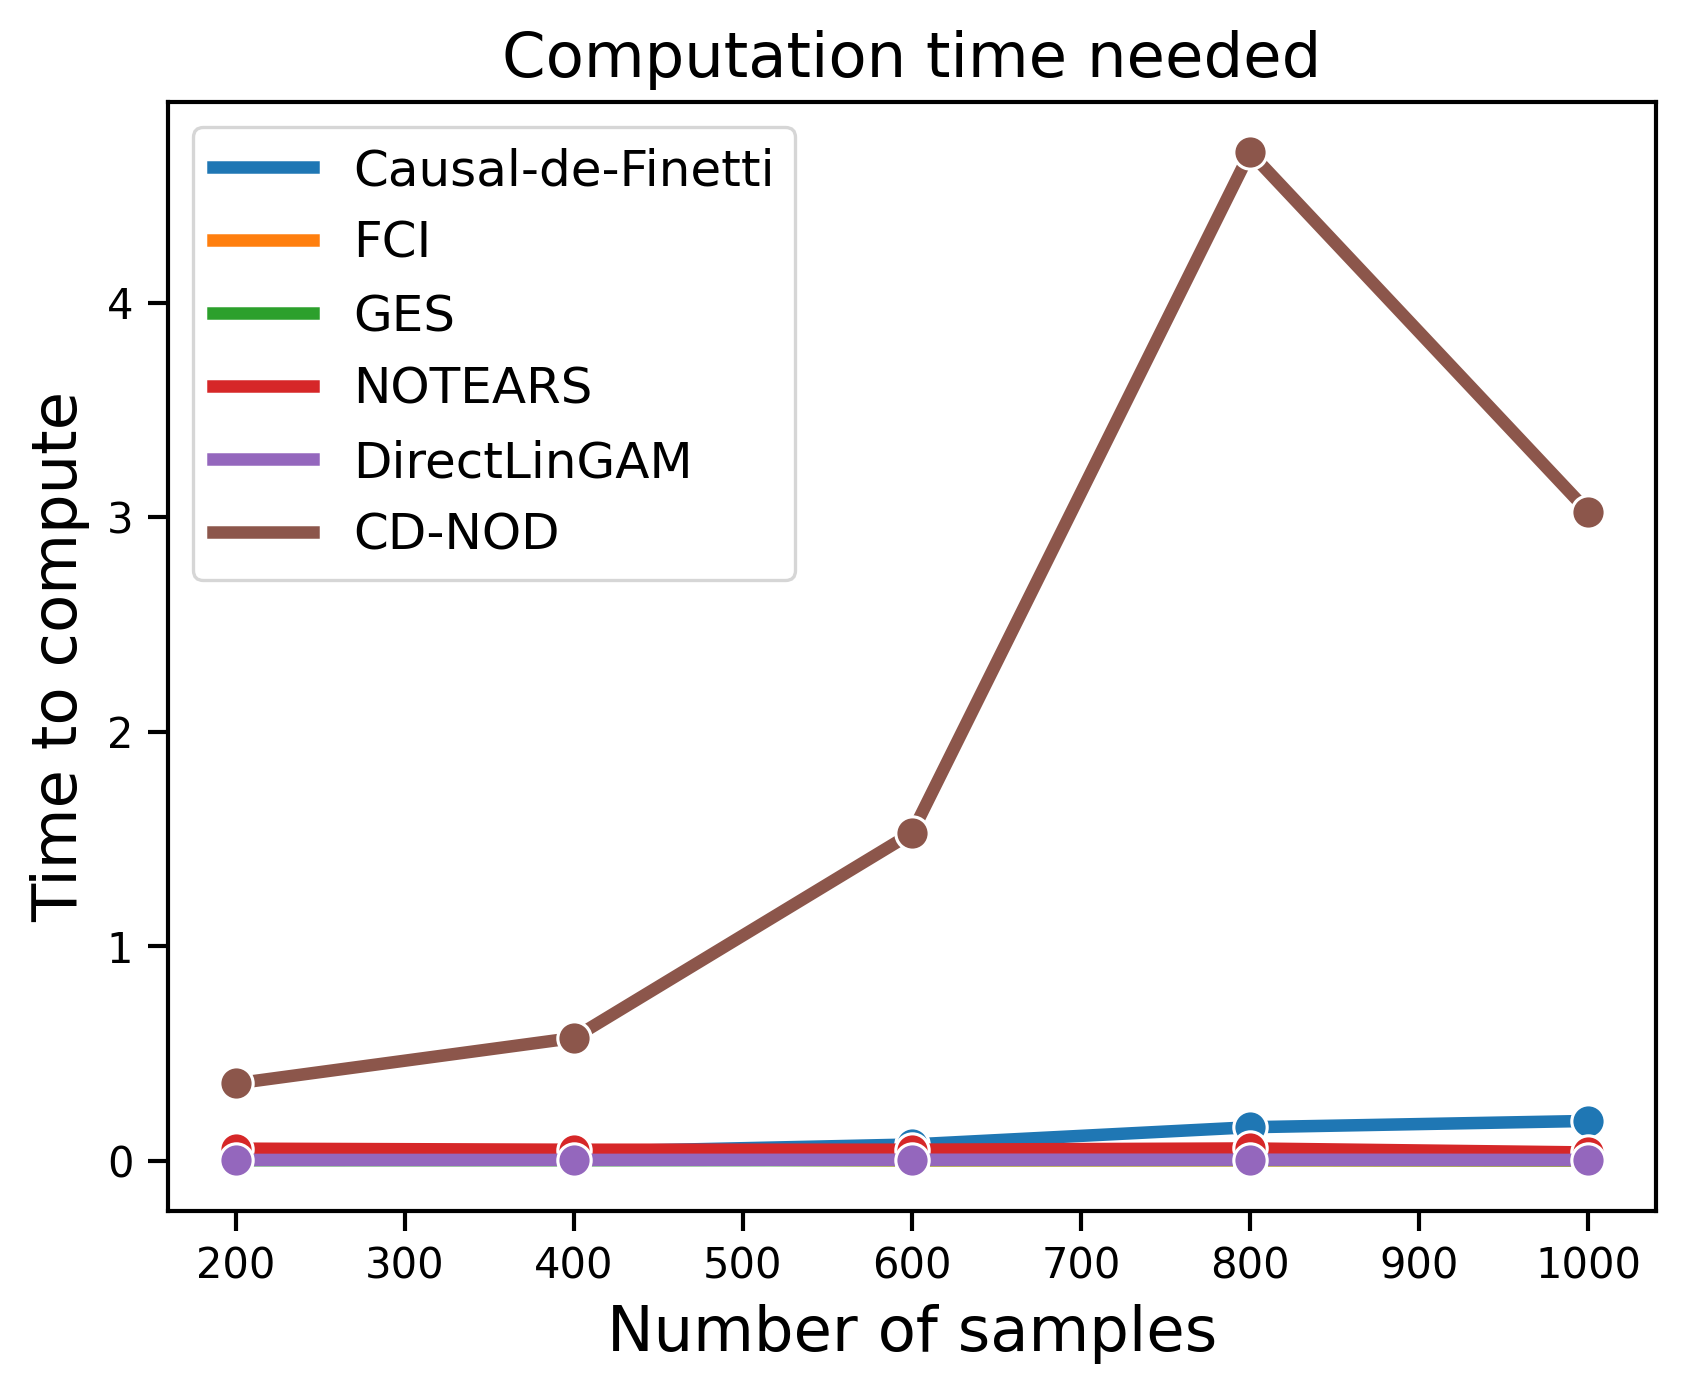 Computation time needed
Causal-de-Finetti
FCI
GES
NOTEARS
DirectLinGAM
CD-NOD
Time to compute
4
3
2
1
0
200 300 400 500 600 700 800 900 1000
Number of samples